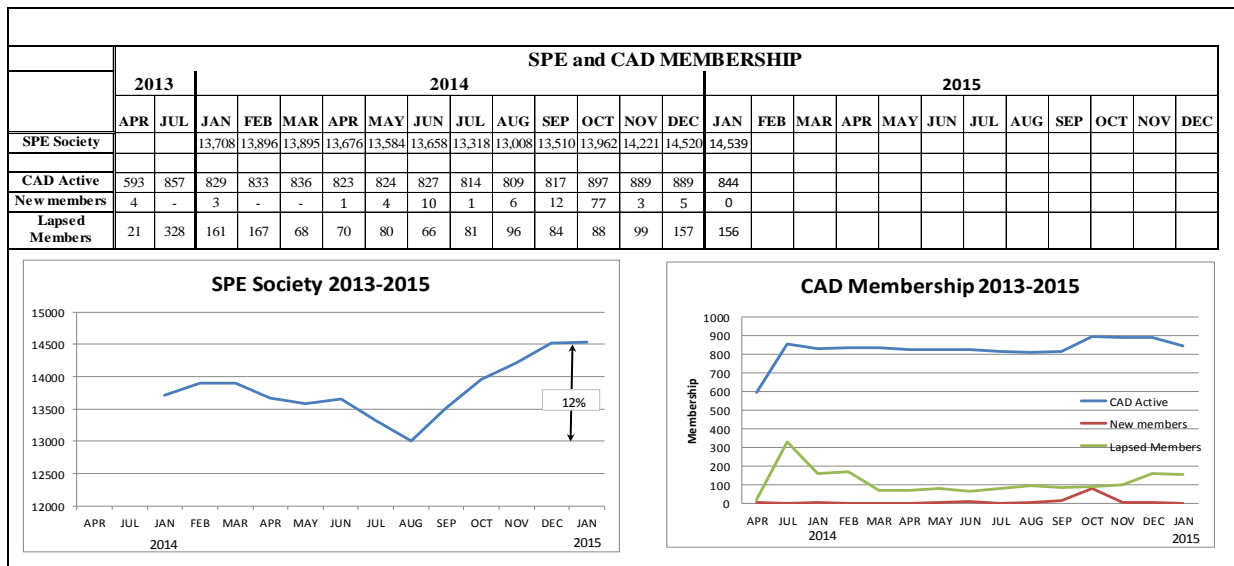 SPE and CAD MEMBERSHIP
2013 2014 2015
APR JUL JAN FEB MAR APR MAY JUN JUL AUG SEP OCT NOV DEC JAN FEB MAR APR MAY JUN JUL AUG SEP OCT NOV DEC
SPE Society 13,708 13,896 13,895 13,676 13,584 13,658 13,318 13,008 13,510 13,962 14,221 14,520 14,539
CAD Active 593 857 829 833 836 823 824 827 814 809 817 897 889 889 844
New members 4 - 3 - - 1 4 10 1 6 12 77 3 5 0
Lapsed
Members 21 328 161 167 68 70 80 66 81 96 84 88 99 157 156
SPE Society 2013-2015
15000
14500
14000
13500
13000
12500
12000
12%
APR JUL JAN FEB MAR APR MAY JUN JUL AUG SEP OCT NOV DEC JAN
2014 2015
CAD Membership 2013-2015
Membership
1000
900
800
700
600
500
400
300
200
100
0
CAD Active
New members
Lapsed Members
APR JUL JAN FEB MAR APR MAY JUN JUL AUG SEP OCT NOV DEC JAN
2014 2015